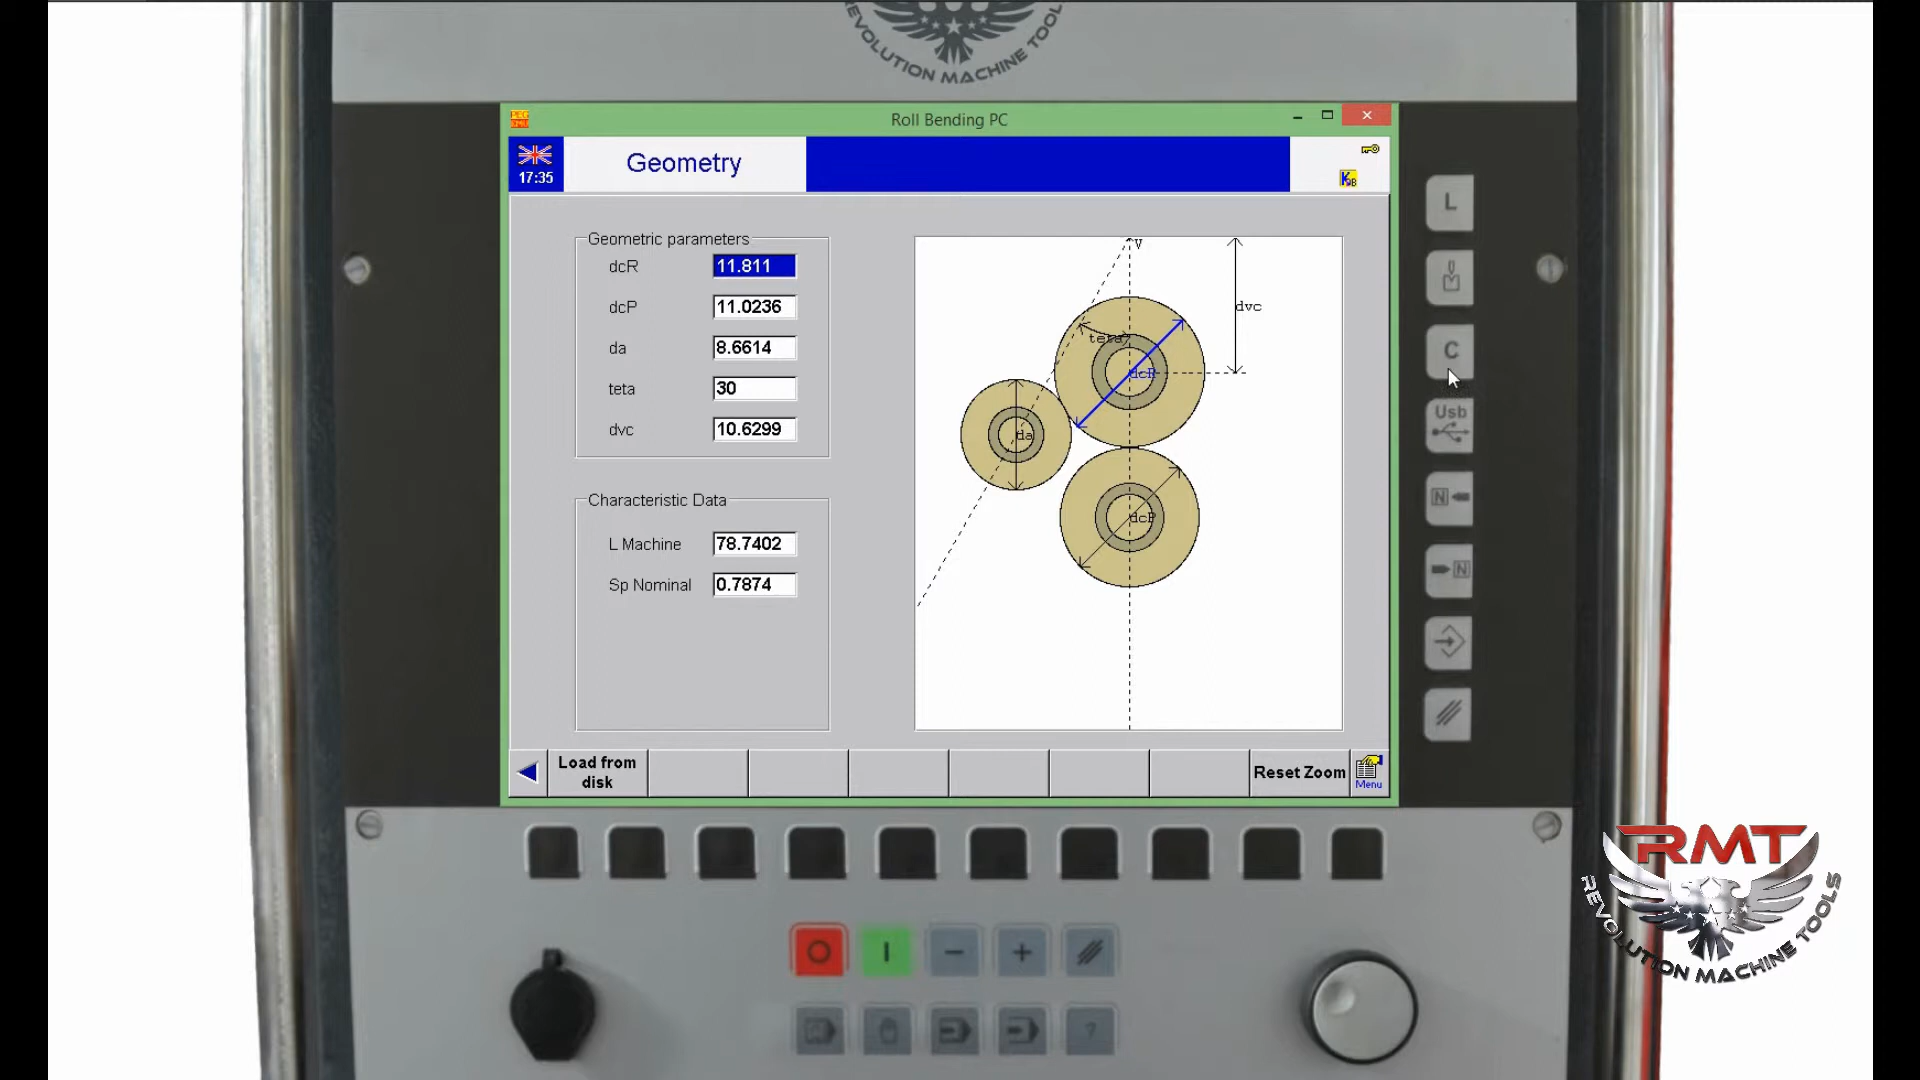 REVOLUTION MACHINE TOOLS
Roll Bending PC
17:35
Geometry
Geometric parameters
dcR 11.811
dcP 11.0236
da 8.6614
teta 30
dvc 10.6299
Characteristic Data
L Machine 78.7402
Sp Nominal 0.7874
V
dvc
teta
dcR
da
dcP
Load from
disk
Reset Zoom
Menu
L
C
Usb
N
N
?
RMT
REVOLUTION MACHINE TOOLS